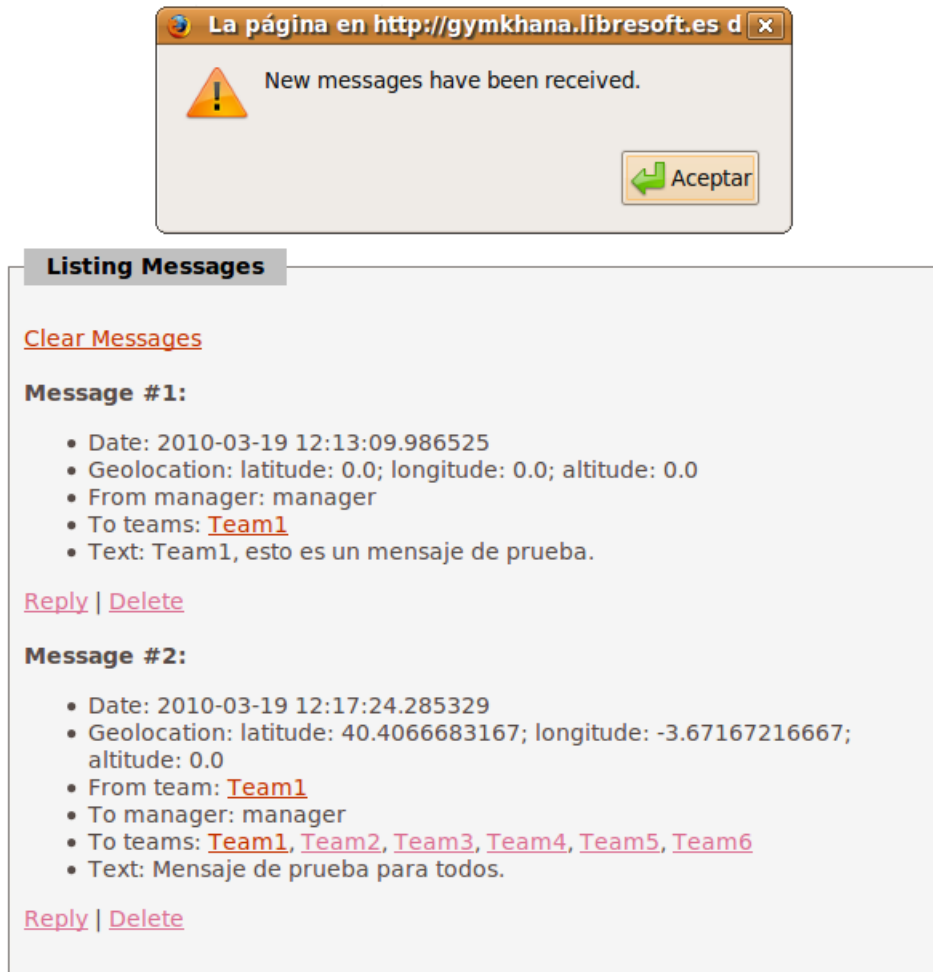 La página en http://gymkhana.libresoft.es d
New messages have been received.
Aceptar
Listing Messages
Clear Messages
Message #1:
• Date: 2010-03-19 12:13:09.986525
• Geolocation: latitude: 0.0; longitude: 0.0; altitude: 0.0
• From manager: manager
• To teams: Team1
• Text: Team1, esto es un mensaje de prueba.
Reply | Delete
Message #2:
• Date: 2010-03-19 12:17:24.285329
• Geolocation: latitude: 40.4066683167; longitude: -3.67167216667;
altitude: 0.0
• From team: Team1
• To manager: manager
• To teams: Team1, Team2, Team3, Team4, Team5, Team6
• Text: Mensaje de prueba para todos.
Reply | Delete